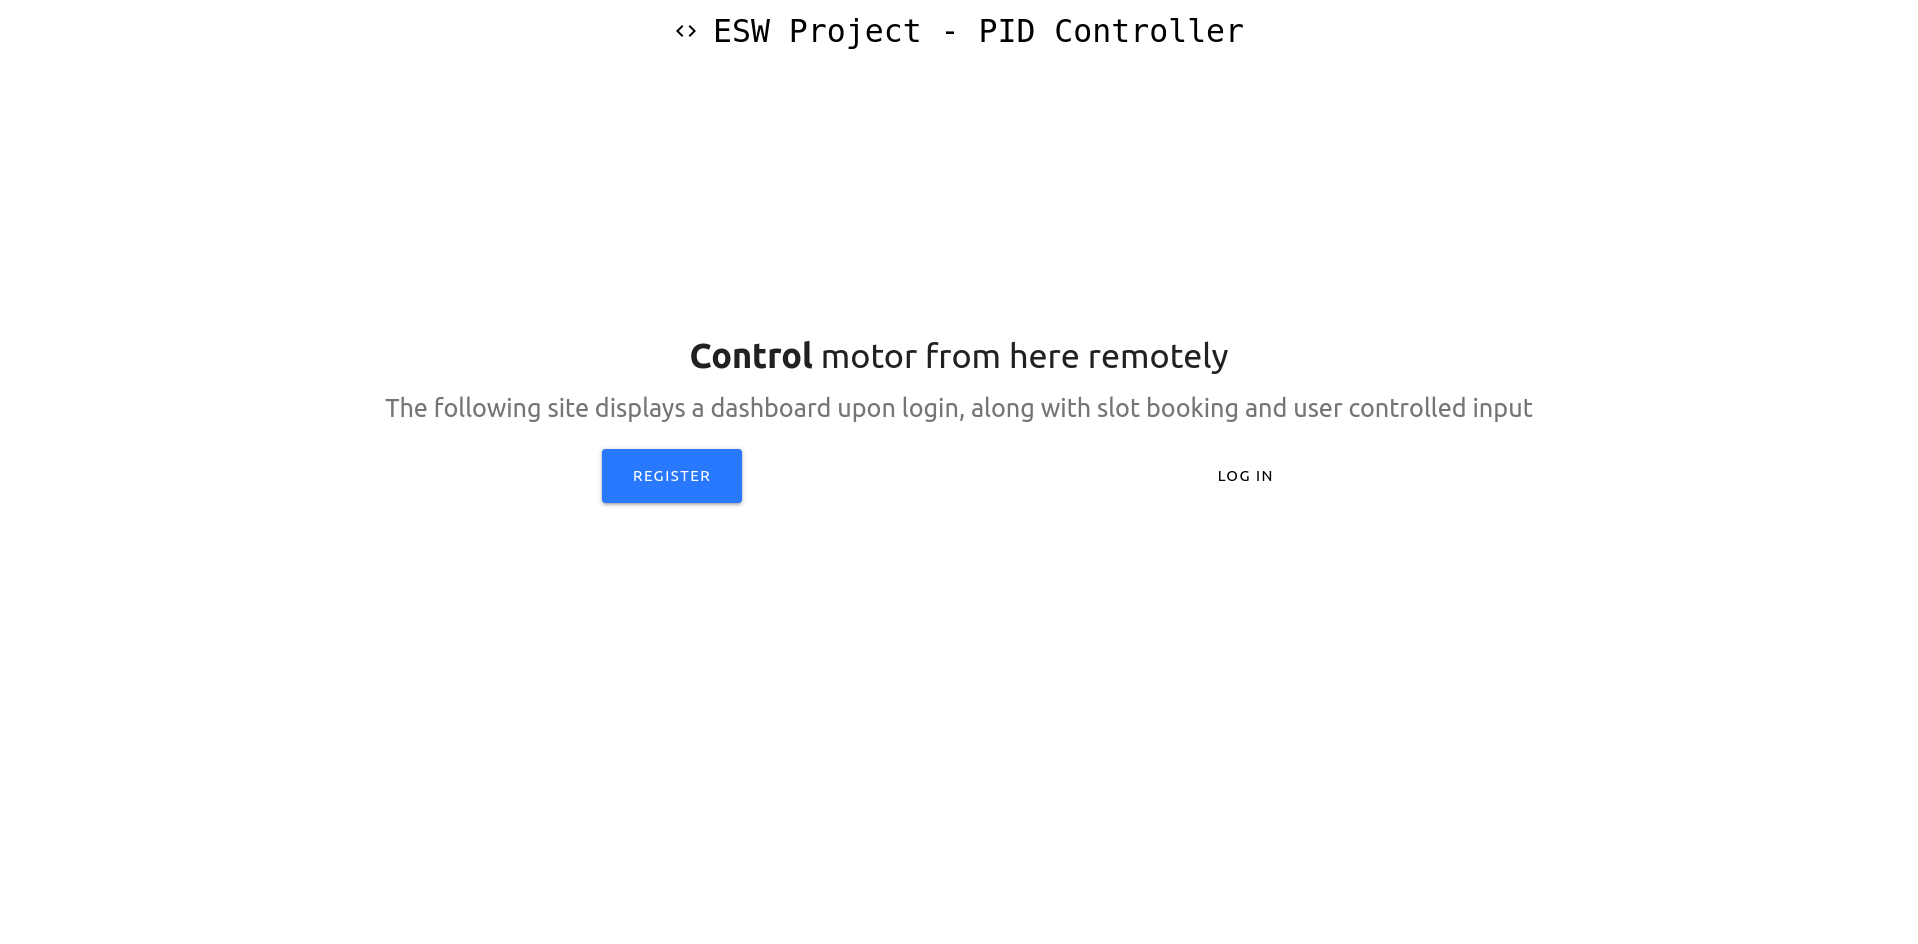 ESW Project - PID Controller
Control motor from here remotely
The following site displays a dashboard upon login, along with slot booking and user controlled input
REGISTER
LOG IN